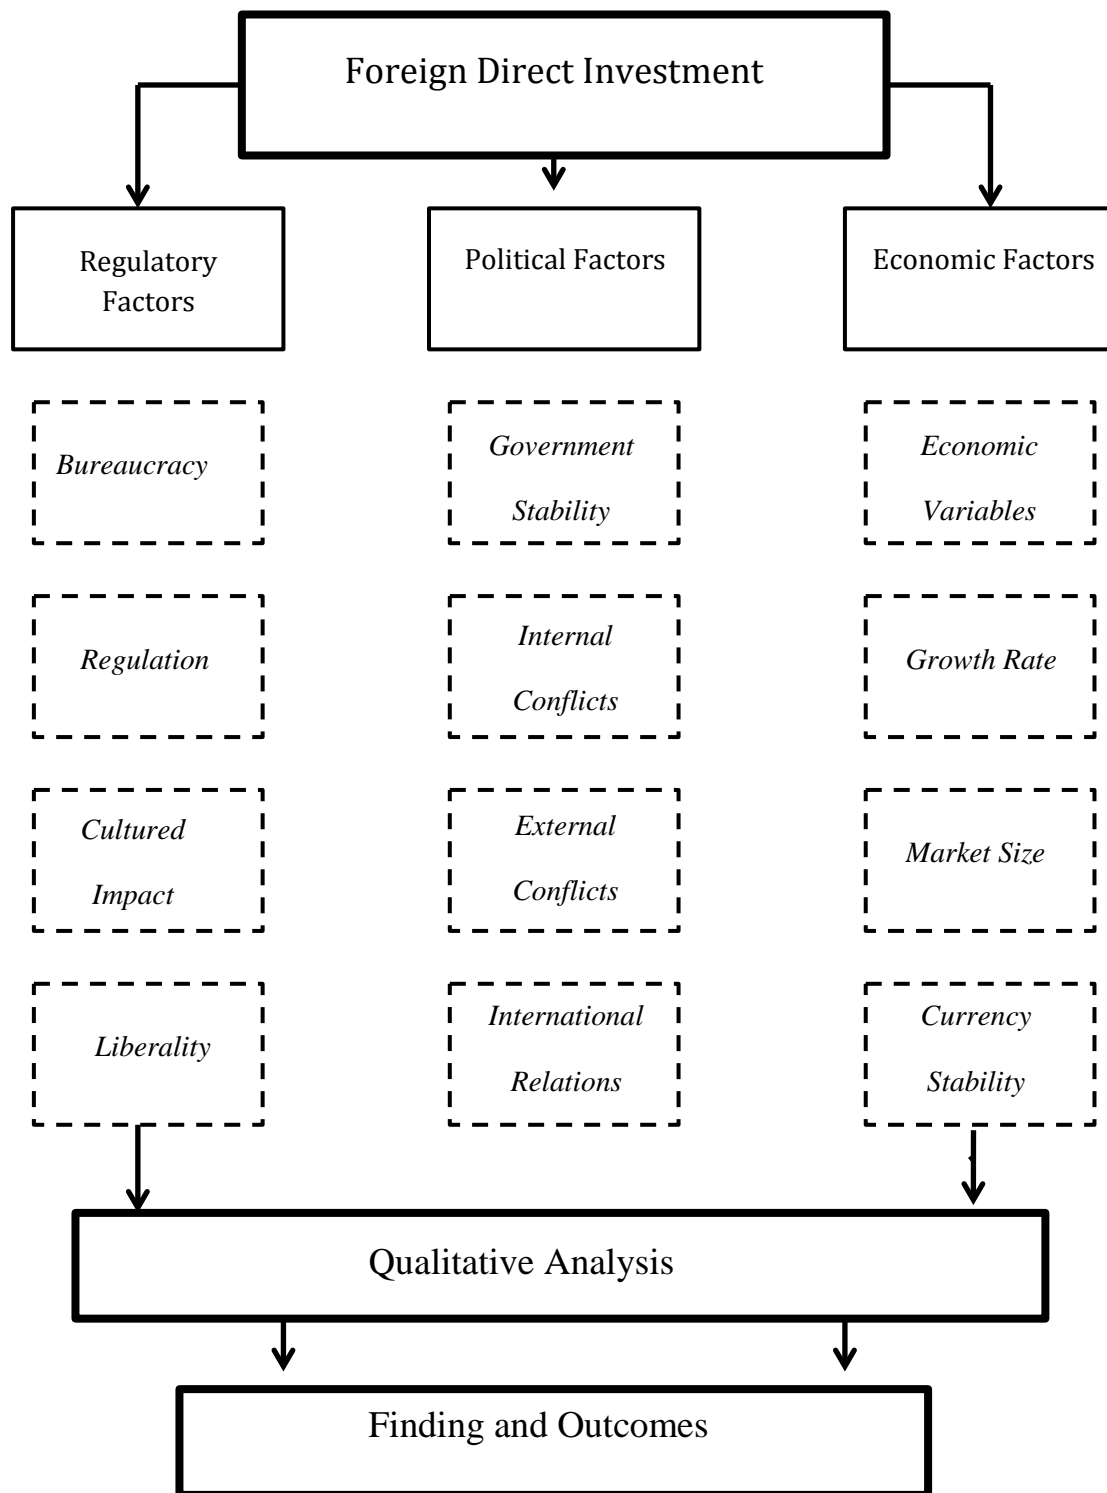 Foreign Direct Investment
Regulatory
Factors
Political Factors
Economic Factors
Bureaucracy
Government
Stability
Economic
Variables
Regulation
Internal
Conflicts
Growth Rate
Cultured
Impact
External
Conflicts
Market Size
Liberality
International
Relations
Currency
Stability
Qualitative Analysis
Finding and Outcomes